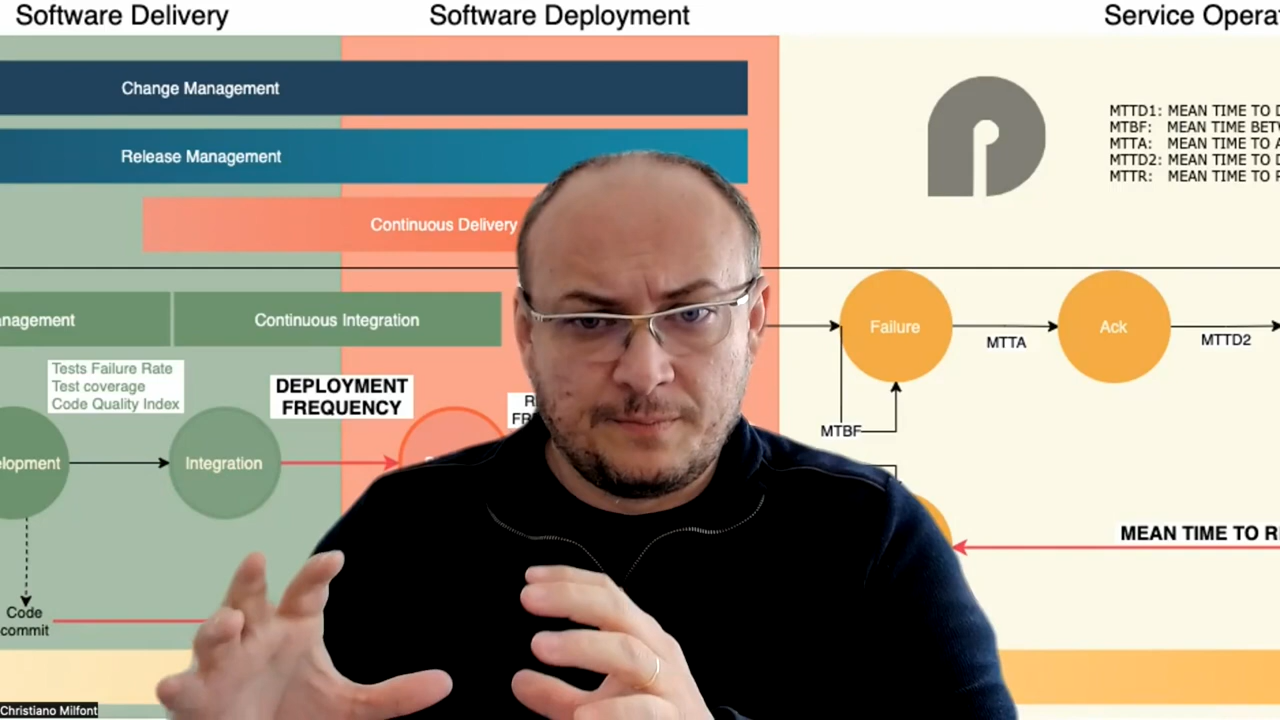 Software Delivery
Software Deployment
Service Opera
Change Management
Release Management
Continuous Delivery
MTTD1: MEAN TIME TO D
MTBF: MEAN TIME BETW
MTTA: MEAN TIME TO A
MTTD2: MEAN TIME TO D
MTTR: MEAN TIME TO R
nagement
Continuous Integration
Failure
MTTA
Ack
MTTD2
Tests Failure Rate
Test coverage
Code Quality Index
DEPLOYMENT
FREQUENCY
MTBF
elopment
Integration
MEAN TIME TO R
Code
commit
Christiano Milfont